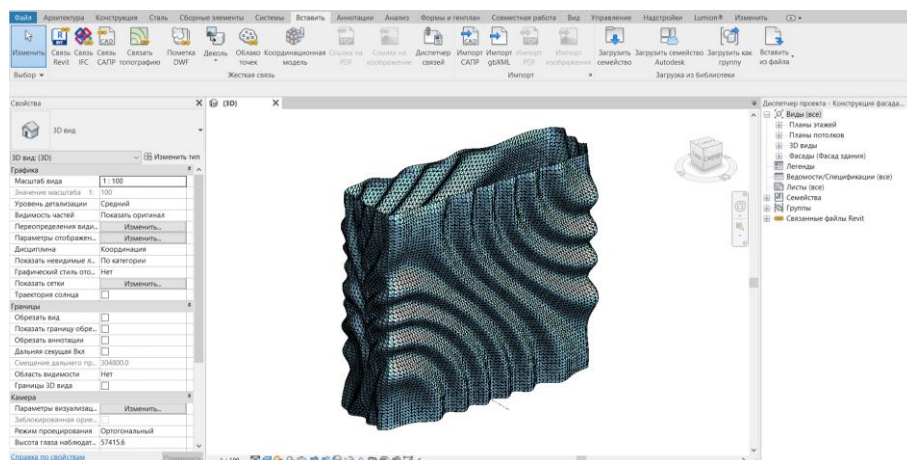 Файл Архитектура Конструкция Сталь Сборные элементы Системы Вставить Аннотации Анализ Формы и генплан Совместная работа Вид Управление Надстройки Lumion® Изменить
Изменить Связь Revit Связь IFC Связь САПР Связать топографию Пометка DWF Деколь Облако точек Координационная модель Ссылка на PDF Ссылка на изображение Диспетчер связей Импорт САПР Импорт gbXML Импорт PDF Импорт изображения Загрузить семейство Загрузить семейство Autodesk Загрузить как группу Вставить из файла
Выбор Жесткая связь Импорт Загрузка из библиотеки
Свойства
3D вид
3D вид: {3D} Изменить тип
Графика
Масштаб вида 1 : 100
Значение масштаба 1: 100
Уровень детализации Средний
Видимость частей Показать оригинал
Переопределения види... Изменить...
Параметры отображен... Изменить...
Дисциплина Координация
Показать невидимые л... По категории
Графический стиль ото... Нет
Показать сетки Изменить...
Траектория солнца
Границы
Обрезать вид
Показать границу обре...
Обрезать аннотации
Дальняя секущая Вкл
Смещение дальнего пр... 304800.0
Область видимости Нет
Границы 3D вида
Камера
Параметры визуализац... Изменить...
Заблокированная орие...
Режим проецирования Ортогональный
Высота глаза наблюдат... 57415.6
Справка по свойствам Применить
{3D}
1 : 100
Диспетчер проекта - Конструкция фасада...
Виды (все)
Планы этажей
Планы потолков
3D виды
Фасады (Фасад здания)
Легенды
Ведомости/Спецификации (все)
Листы (все)
Семейства
Группы
Связанные файлы Revit